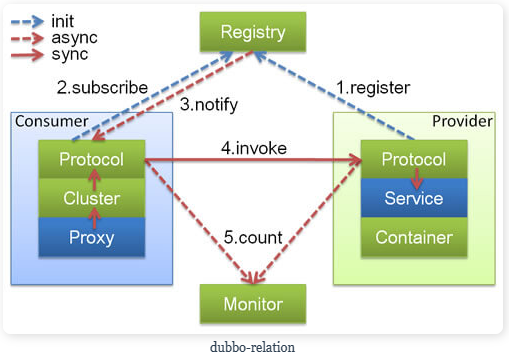 init
async
sync
Registry
2.subscribe
1.register
3.notify
Consumer
Provider
Protocol
4.invoke
Protocol
Cluster
Service
Proxy
5.count
Container
Monitor
dubbo-relation